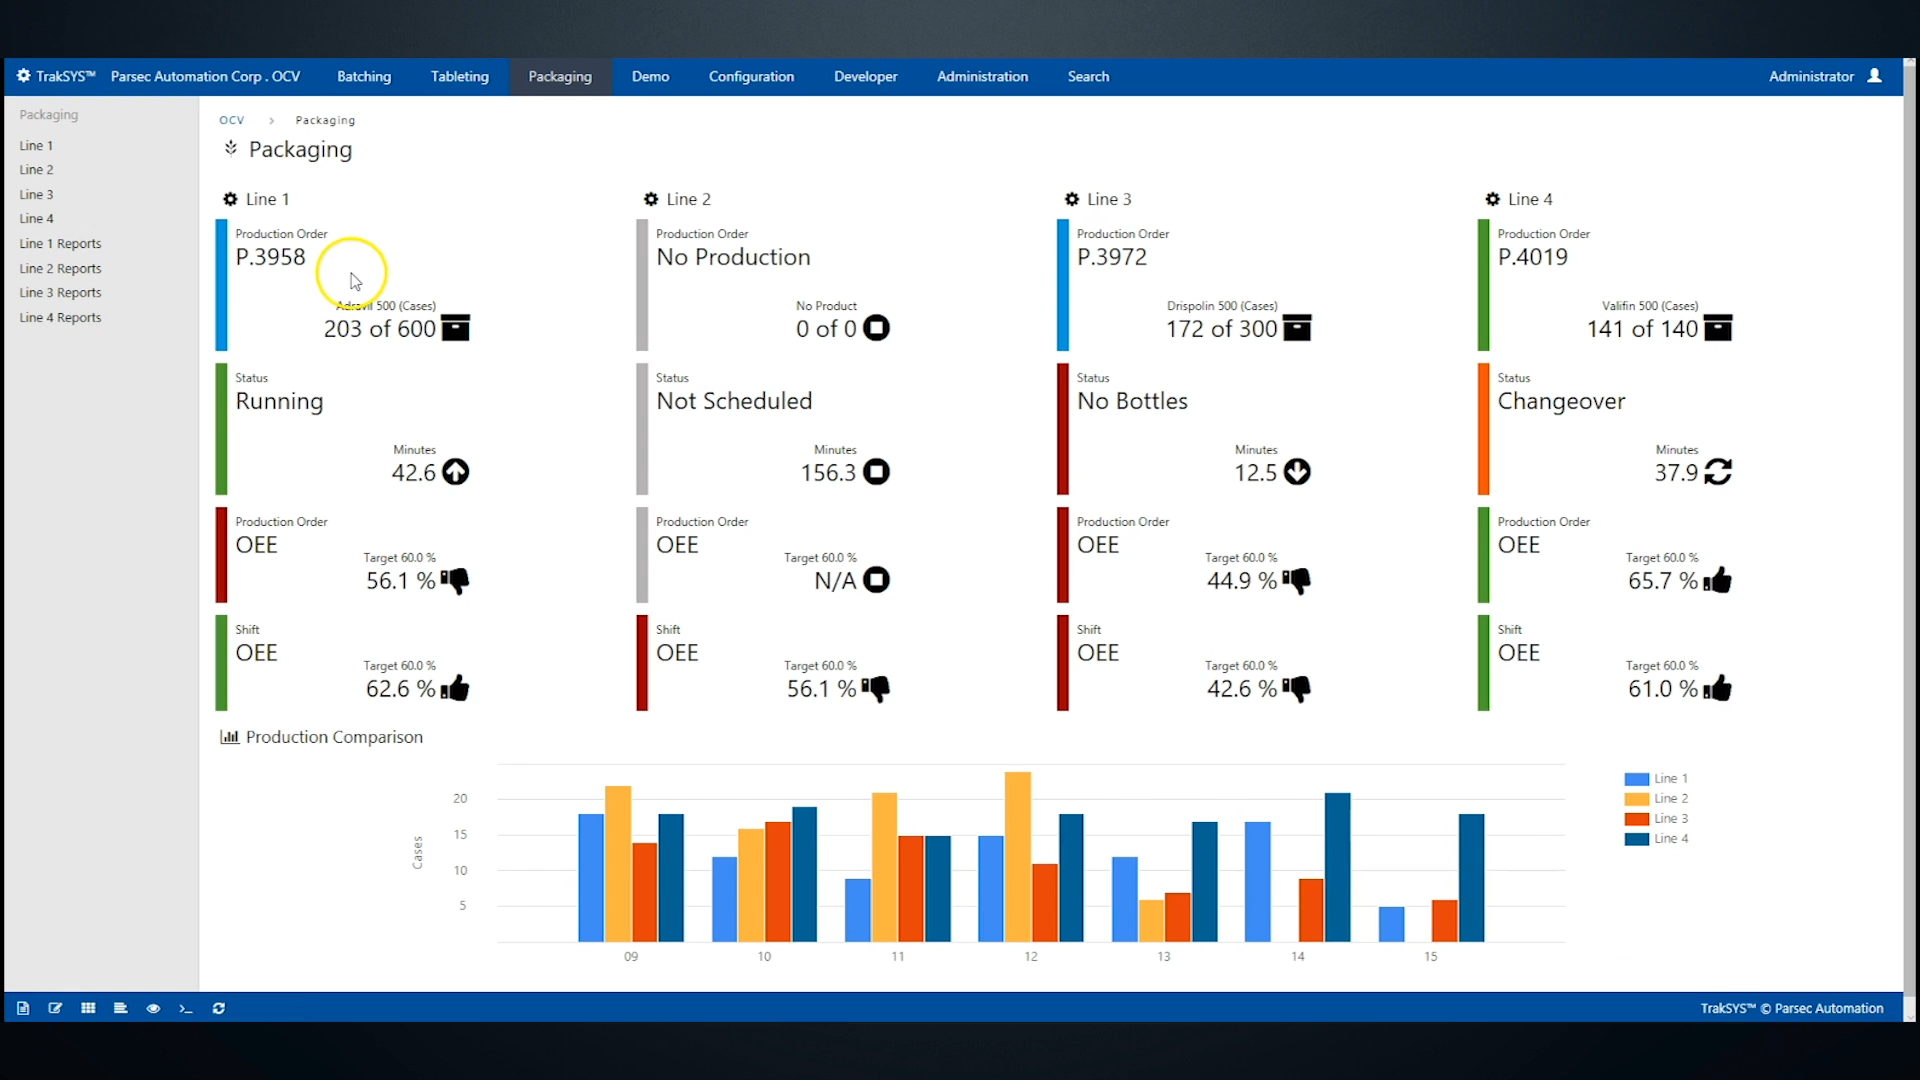 TrakSYS™ Parsec Automation Corp . OCV Batching Tableting Packaging Demo Configuration Developer Administration Search Administrator
Packaging
Line 1
Line 2
Line 3
Line 4
Line 1 Reports
Line 2 Reports
Line 3 Reports
Line 4 Reports
OCV > Packaging
Packaging
Line 1
Production Order
P.3958
Adravil 500 (Cases)
203 of 600
Status
Running
Minutes
42.6
Production Order
OEE
Target 60.0 %
56.1 %
Shift
OEE
Target 60.0 %
62.6 %
Line 2
Production Order
No Production
No Product
0 of 0
Status
Not Scheduled
Minutes
156.3
Production Order
OEE
Target 60.0 %
N/A
Shift
OEE
Target 60.0 %
56.1 %
Line 3
Production Order
P.3972
Drispolin 500 (Cases)
172 of 300
Status
No Bottles
Minutes
12.5
Production Order
OEE
Target 60.0 %
44.9 %
Shift
OEE
Target 60.0 %
42.6 %
Line 4
Production Order
P.4019
Valifin 500 (Cases)
141 of 140
Status
Changeover
Minutes
37.9
Production Order
OEE
Target 60.0 %
65.7 %
Shift
OEE
Target 60.0 %
61.0 %
Production Comparison
Cases
20
15
10
5
09 10 11 12 13 14 15
Line 1
Line 2
Line 3
Line 4
TrakSYS™ © Parsec Automation